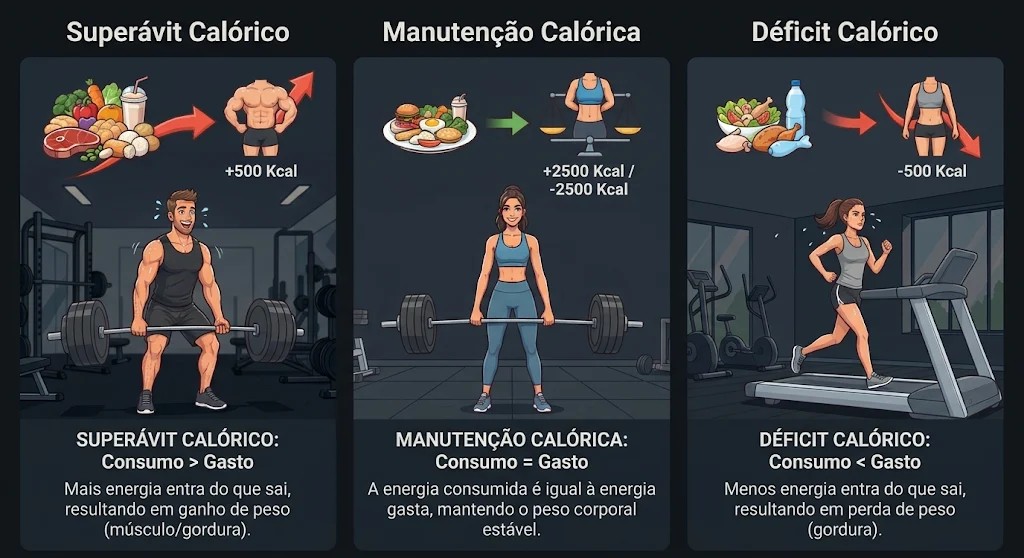 Superávit Calórico
+500 Kcal
SUPERÁVIT CALÓRICO:
Consumo > Gasto
Mais energia entra do que sai,
resultando em ganho de peso
(músculo/gordura).
Manutenção Calórica
+2500 Kcal /
-2500 Kcal
MANUTENÇÃO CALÓRICA:
Consumo = Gasto
A energia consumida é igual à energia
gasta, mantendo o peso corporal
estável.
Déficit Calórico
-500 Kcal
DÉFICIT CALÓRICO:
Consumo < Gasto
Menos energia entra do que sai,
resultando em perda de peso
(gordura).